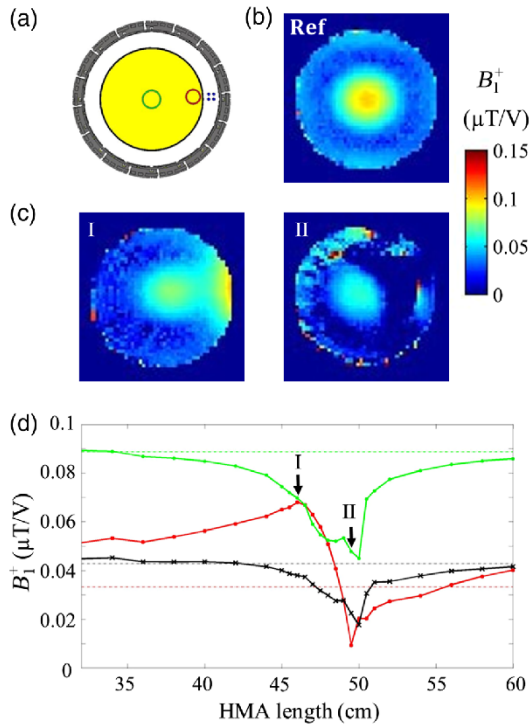 (a)
(b)
Ref
B₁⁺
(μT/V)
0.15
0.1
0.05
0
(c)
I
II
(d)
0.1
0.08
0.06
0.04
0.02
0
B₁⁺ (μT/V)
I
II
35 40 45 50 55 60
HMA length (cm)